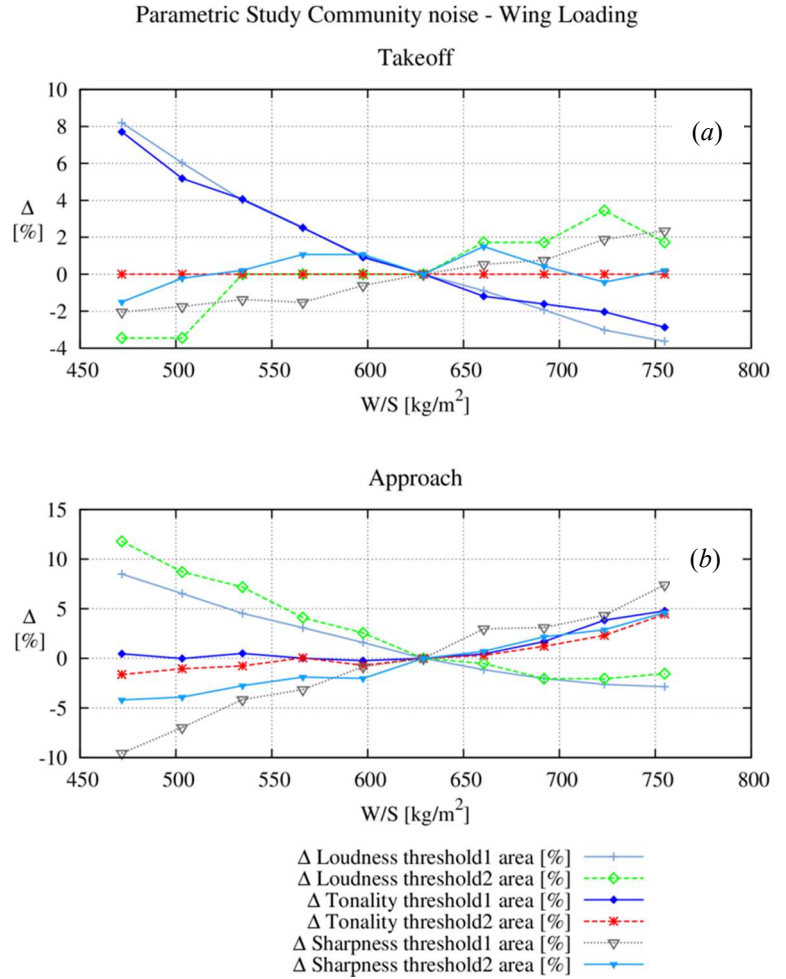 Parametric Study Community noise - Wing Loading
Takeoff
10
8
6
4
2
0
-2
-4
Δ
[%]
(a)
450 500 550 600 650 700 750 800
W/S [kg/m²]
Approach
15
10
5
0
-5
-10
Δ
[%]
(b)
450 500 550 600 650 700 750 800
W/S [kg/m²]
Δ Loudness threshold1 area [%]
Δ Loudness threshold2 area [%]
Δ Tonality threshold1 area [%]
Δ Tonality threshold2 area [%]
Δ Sharpness threshold1 area [%]
Δ Sharpness threshold2 area [%]